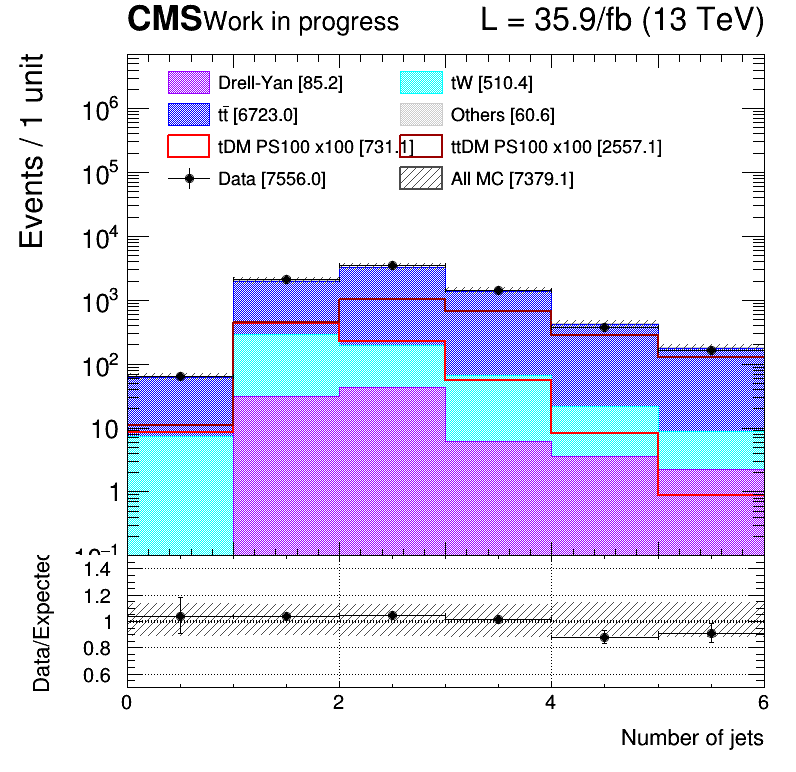 CMS Work in progress L = 35.9/fb (13 TeV)
Events / 1 unit
Drell-Yan [85.2] tW [510.4]
tt̄ [6723.0] Others [60.6]
tDM PS100 x100 [731.1] ttDM PS100 x100 [2557.1]
Data [7556.0] All MC [7379.1]
10⁶
10⁵
10⁴
10³
10²
10
1
10⁻¹
Data/Expected
1.4
1.2
1
0.8
0.6
0 2 4 6
Number of jets